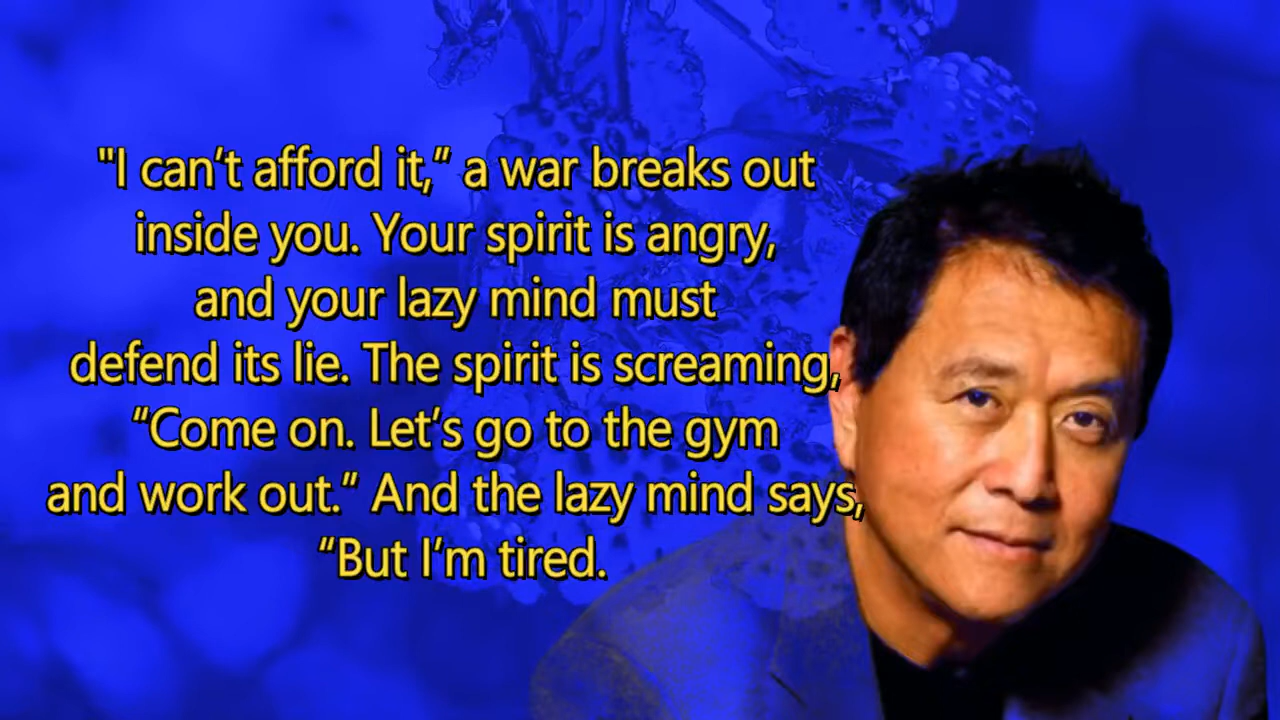 "I can‘t afford it,” a war breaks out
inside you. Your spirit is angry,
and your lazy mind must
defend its lie. The spirit is screaming,
“Come on. Let’s go to the gym
and work out.” And the lazy mind says,
“But I’m tired.